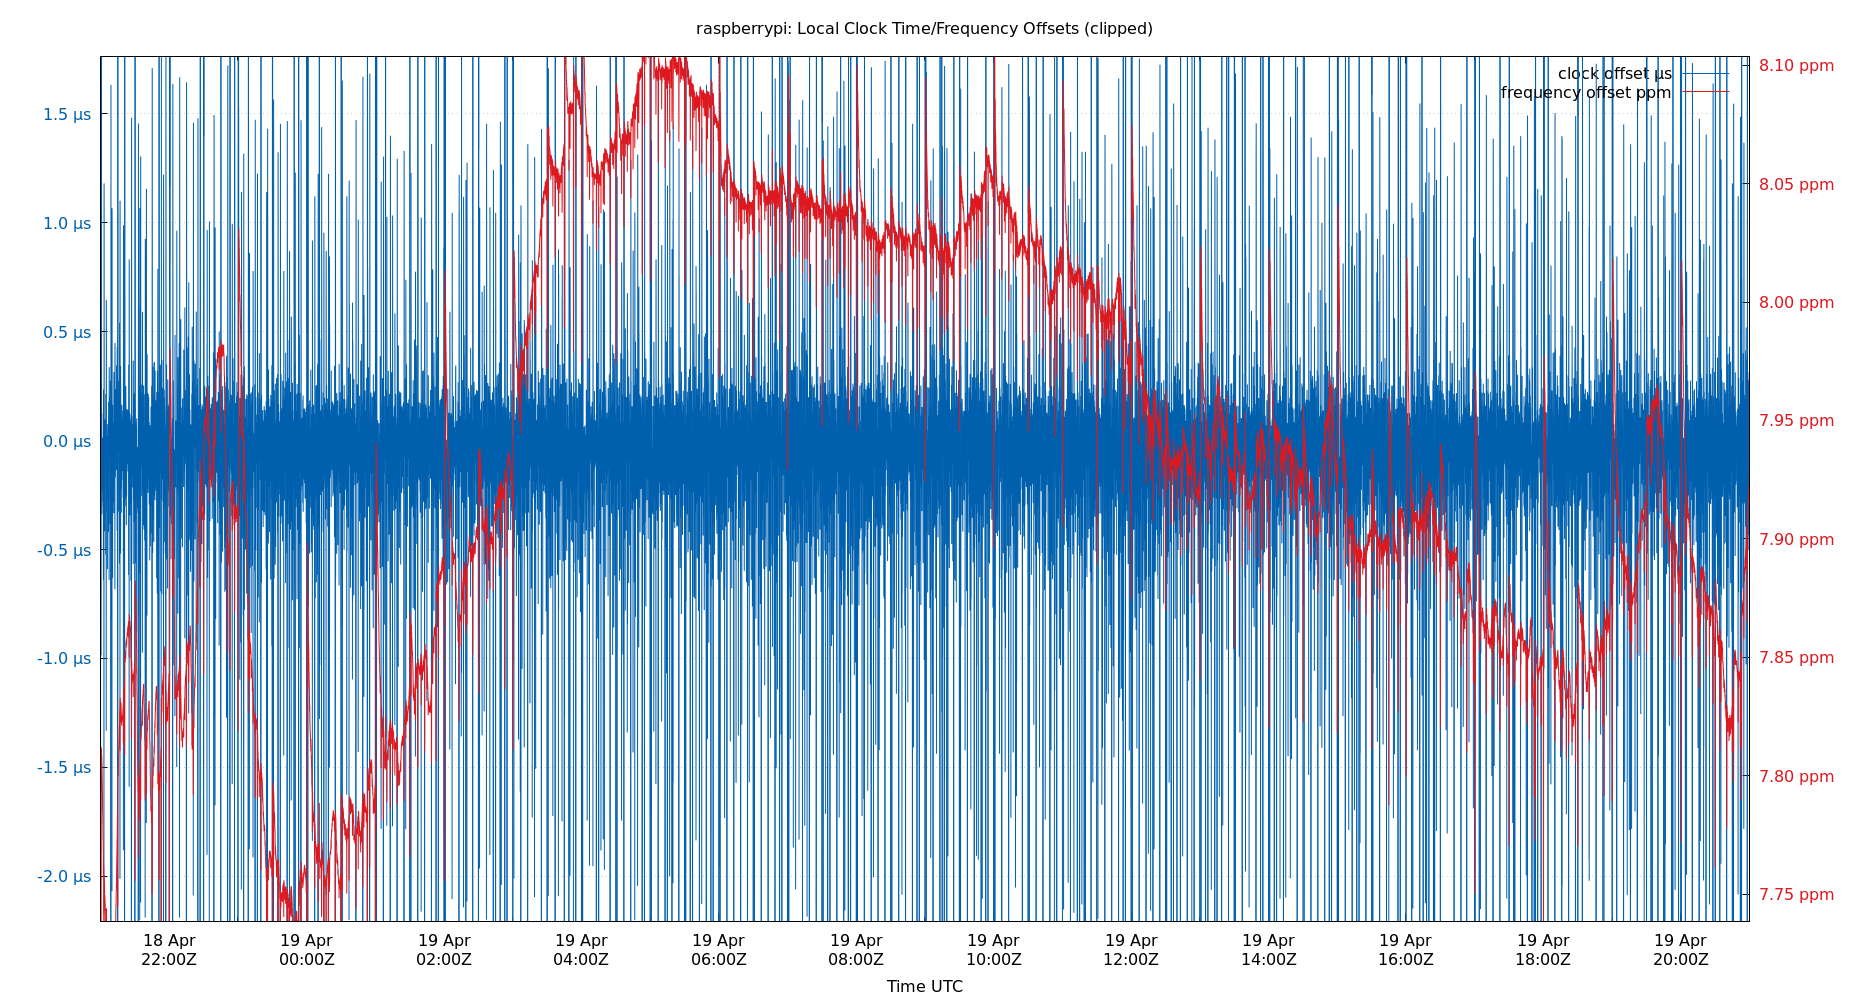 raspberrypi: Local Clock Time/Frequency Offsets (clipped)
clock offset µs
frequency offset ppm
1.5 µs
1.0 µs
0.5 µs
0.0 µs
-0.5 µs
-1.0 µs
-1.5 µs
-2.0 µs
8.10 ppm
8.05 ppm
8.00 ppm
7.95 ppm
7.90 ppm
7.85 ppm
7.80 ppm
7.75 ppm
18 Apr 19 Apr 19 Apr 19 Apr 19 Apr 19 Apr 19 Apr 19 Apr 19 Apr 19 Apr 19 Apr 19 Apr
22:00Z 00:00Z 02:00Z 04:00Z 06:00Z 08:00Z 10:00Z 12:00Z 14:00Z 16:00Z 18:00Z 20:00Z
Time UTC